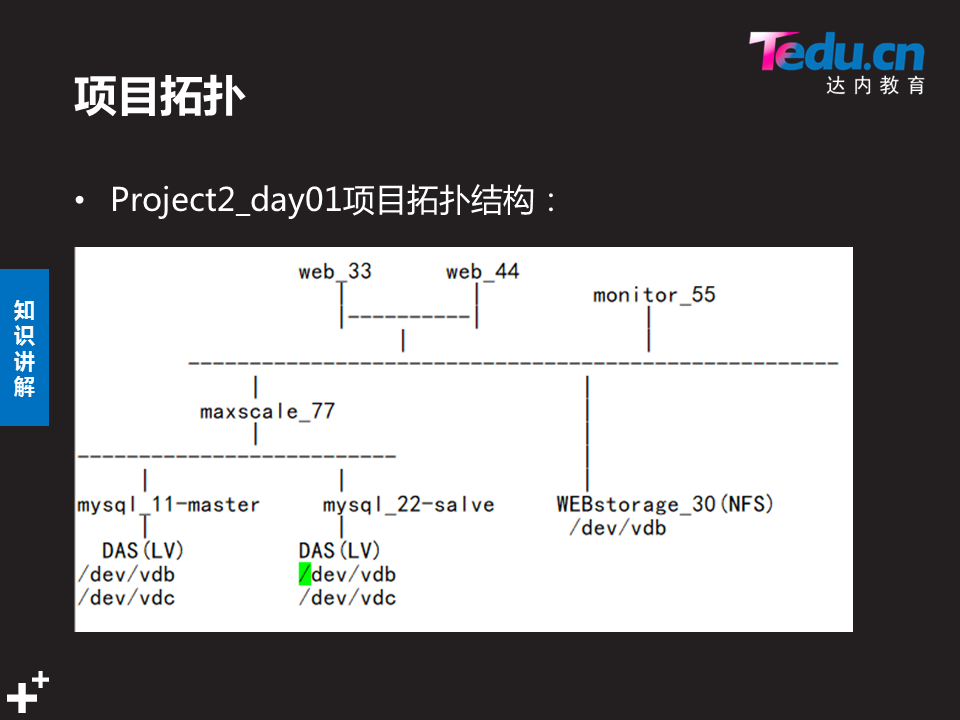 Tedu.cn
达内教育
项目拓扑
• Project2_day01项目拓扑结构：
知识讲解
web_33 web_44
monitor_55
maxscale_77
mysql_11-master mysql_22-salve WEBstorage_30(NFS)
/dev/vdb
DAS(LV) DAS(LV)
/dev/vdb /dev/vdb
/dev/vdc /dev/vdc